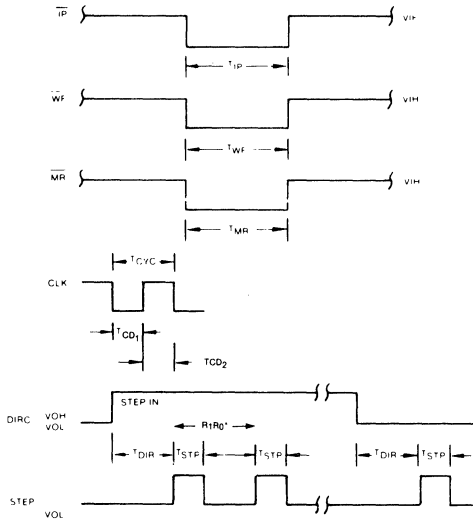 IP VIH
TIP
WF VIH
TWF
MR VIH
TMR
TCYC
CLK
TCD1
TCD2
STEP IN
DIRC VOH
VOL
R1R0*
TDIR TSTP TSTP TDIR TSTP
STEP
VOL